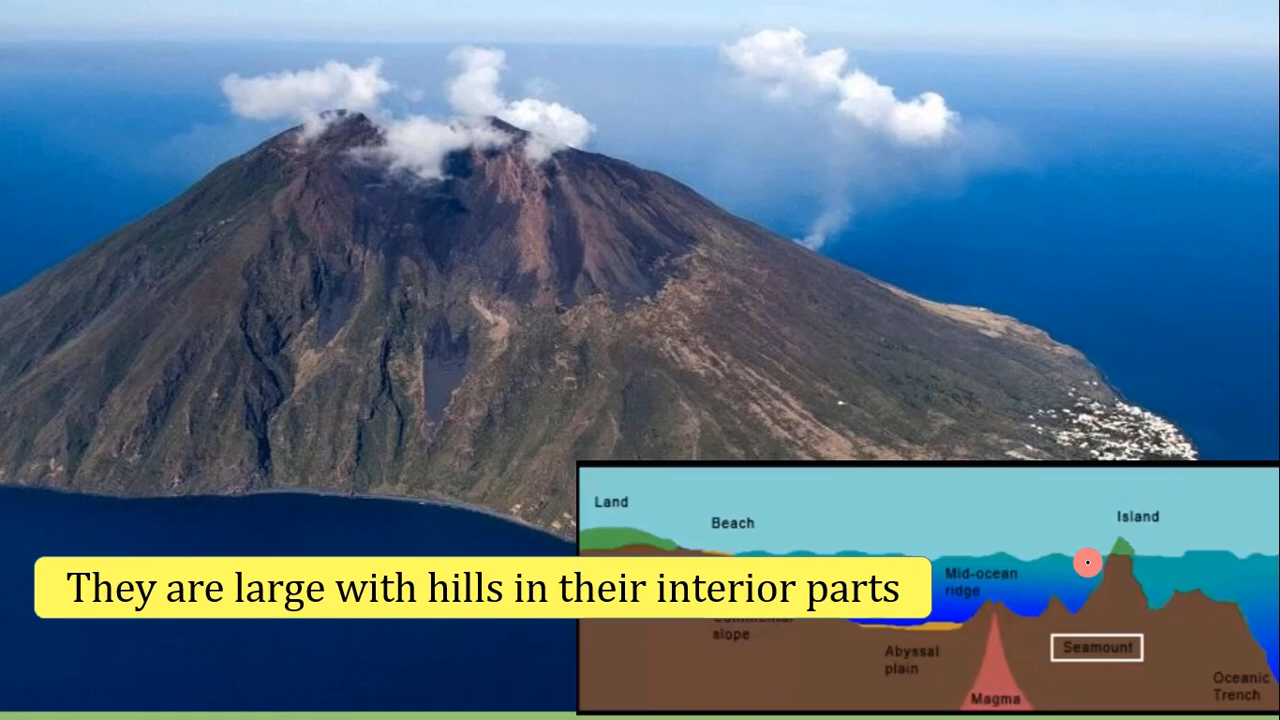 Land
Beach
Island
They are large with hills in their interior parts
Mid-ocean
ridge
slope
Abyssal
plain
Seamount
Oceanic
Trench
Magma